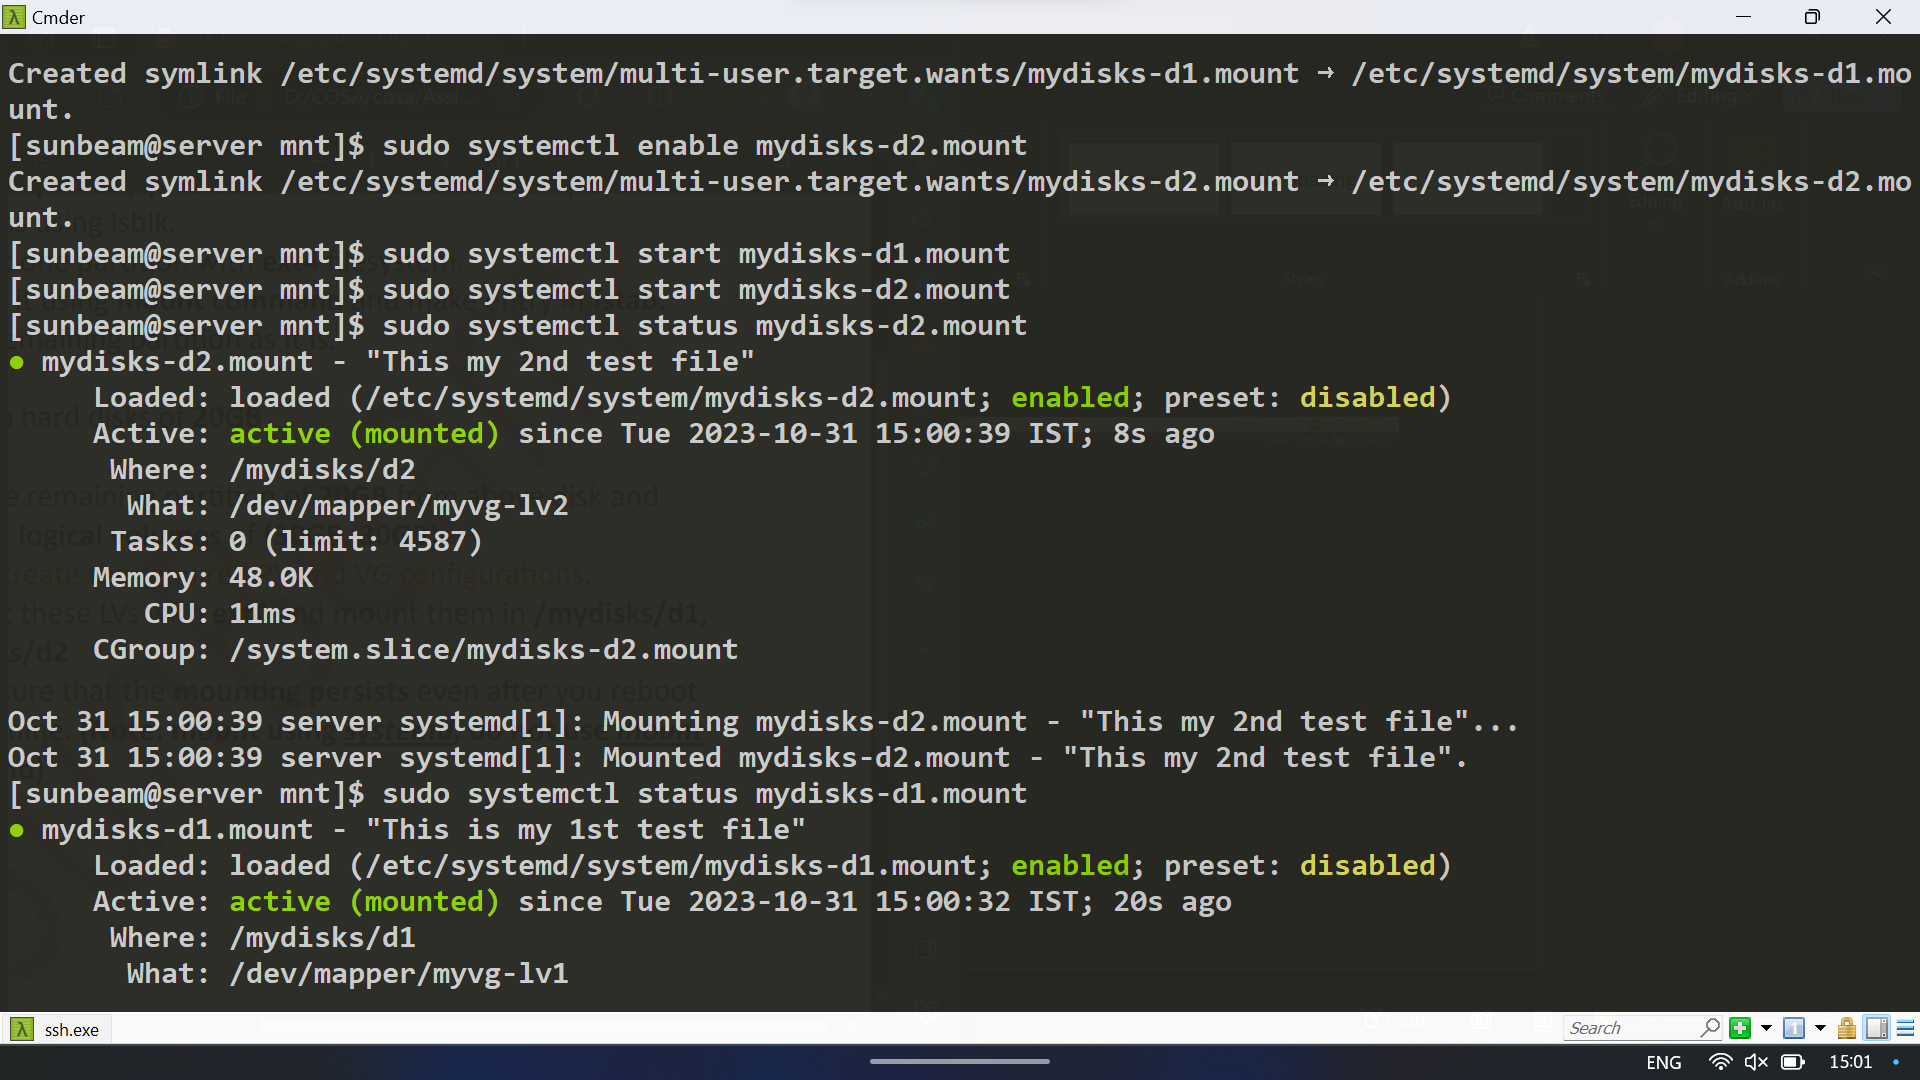 Cmder
Created symlink /etc/systemd/system/multi-user.target.wants/mydisks-d1.mount → /etc/systemd/system/mydisks-d1.mo
unt.
[sunbeam@server mnt]$ sudo systemctl enable mydisks-d2.mount
Created symlink /etc/systemd/system/multi-user.target.wants/mydisks-d2.mount → /etc/systemd/system/mydisks-d2.mo
unt.
[sunbeam@server mnt]$ sudo systemctl start mydisks-d1.mount
[sunbeam@server mnt]$ sudo systemctl start mydisks-d2.mount
[sunbeam@server mnt]$ sudo systemctl status mydisks-d2.mount
● mydisks-d2.mount - "This my 2nd test file"
Loaded: loaded (/etc/systemd/system/mydisks-d2.mount; enabled; preset: disabled)
Active: active (mounted) since Tue 2023-10-31 15:00:39 IST; 8s ago
Where: /mydisks/d2
What: /dev/mapper/myvg-lv2
Tasks: 0 (limit: 4587)
Memory: 48.0K
CPU: 11ms
CGroup: /system.slice/mydisks-d2.mount
Oct 31 15:00:39 server systemd[1]: Mounting mydisks-d2.mount - "This my 2nd test file"...
Oct 31 15:00:39 server systemd[1]: Mounted mydisks-d2.mount - "This my 2nd test file".
[sunbeam@server mnt]$ sudo systemctl status mydisks-d1.mount
● mydisks-d1.mount - "This is my 1st test file"
Loaded: loaded (/etc/systemd/system/mydisks-d1.mount; enabled; preset: disabled)
Active: active (mounted) since Tue 2023-10-31 15:00:32 IST; 20s ago
Where: /mydisks/d1
What: /dev/mapper/myvg-lv1
ssh.exe
Search
ENG
15:01